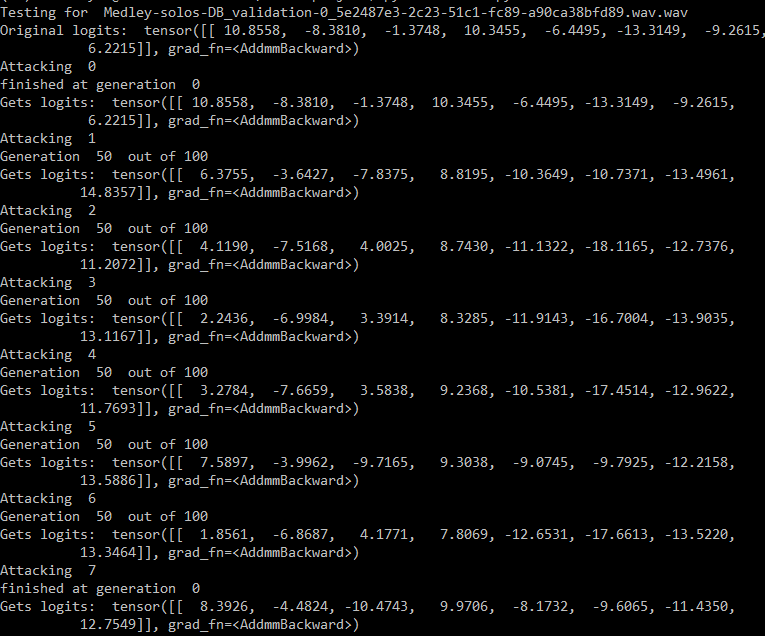 Testing for  Medley-solos-DB_validation-0_5e2487e3-2c23-51c1-fc89-a90ca38bfd89.wav.wav
Original logits:  tensor([[ 10.8558,  -8.3810,  -1.3748,  10.3455,  -6.4495, -13.3149,  -9.2615,
           6.2215]], grad_fn=<AddmmBackward>)
Attacking  0
finished at generation  0
Gets logits:  tensor([[ 10.8558,  -8.3810,  -1.3748,  10.3455,  -6.4495, -13.3149,  -9.2615,
           6.2215]], grad_fn=<AddmmBackward>)
Attacking  1
Generation  50  out of 100
Gets logits:  tensor([[  6.3755,  -3.6427,  -7.8375,   8.8195, -10.3649, -10.7371, -13.4961,
          14.8357]], grad_fn=<AddmmBackward>)
Attacking  2
Generation  50  out of 100
Gets logits:  tensor([[  4.1190,  -7.5168,   4.0025,   8.7430, -11.1322, -18.1165, -12.7376,
          11.2072]], grad_fn=<AddmmBackward>)
Attacking  3
Generation  50  out of 100
Gets logits:  tensor([[  2.2436,  -6.9984,   3.3914,   8.3285, -11.9143, -16.7004, -13.9035,
          13.1167]], grad_fn=<AddmmBackward>)
Attacking  4
Generation  50  out of 100
Gets logits:  tensor([[  3.2784,  -7.6659,   3.5838,   9.2368, -10.5381, -17.4514, -12.9622,
          11.7693]], grad_fn=<AddmmBackward>)
Attacking  5
Generation  50  out of 100
Gets logits:  tensor([[  7.5897,  -3.9962,  -9.7165,   9.3038,  -9.0745,  -9.7925, -12.2158,
          13.5886]], grad_fn=<AddmmBackward>)
Attacking  6
Generation  50  out of 100
Gets logits:  tensor([[  1.8561,  -6.8687,   4.1771,   7.8069, -12.6531, -17.6613, -13.5220,
          13.3464]], grad_fn=<AddmmBackward>)
Attacking  7
finished at generation  0
Gets logits:  tensor([[  8.3926,  -4.4824, -10.4743,   9.9706,  -8.1732,  -9.6065, -11.4350,
          12.7549]], grad_fn=<AddmmBackward>)